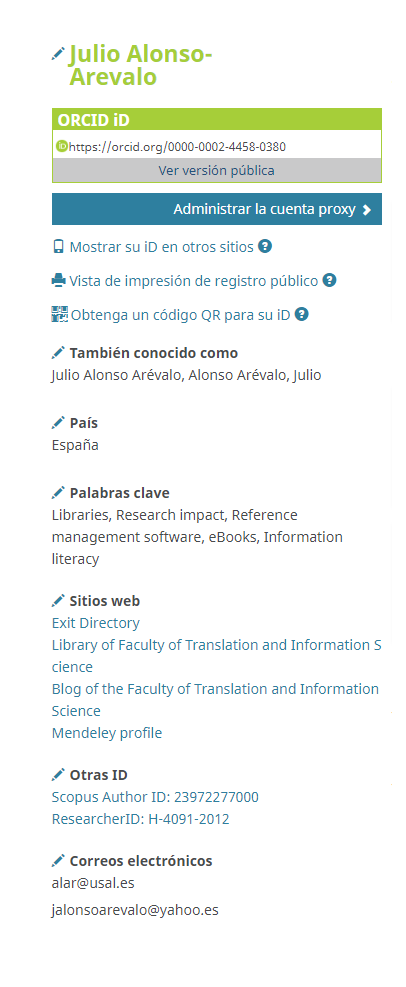 Julio Alonso-
Arevalo
ORCID iD
iD https://orcid.org/0000-0002-4458-0380
Ver versión pública
Administrar la cuenta proxy
Mostrar su iD en otros sitios ?
Vista de impresión de registro público ?
Obtenga un código QR para su iD ?
También conocido como
Julio Alonso Arévalo, Alonso Arévalo, Julio
País
España
Palabras clave
Libraries, Research impact, Reference
management software, eBooks, Information
literacy
Sitios web
Exit Directory
Library of Faculty of Translation and Information S
cience
Blog of the Faculty of Translation and Information
Science
Mendeley profile
Otras ID
Scopus Author ID: 23972277000
ResearcherID: H-4091-2012
Correos electrónicos
alar@usal.es
jalonsoarevalo@yahoo.es